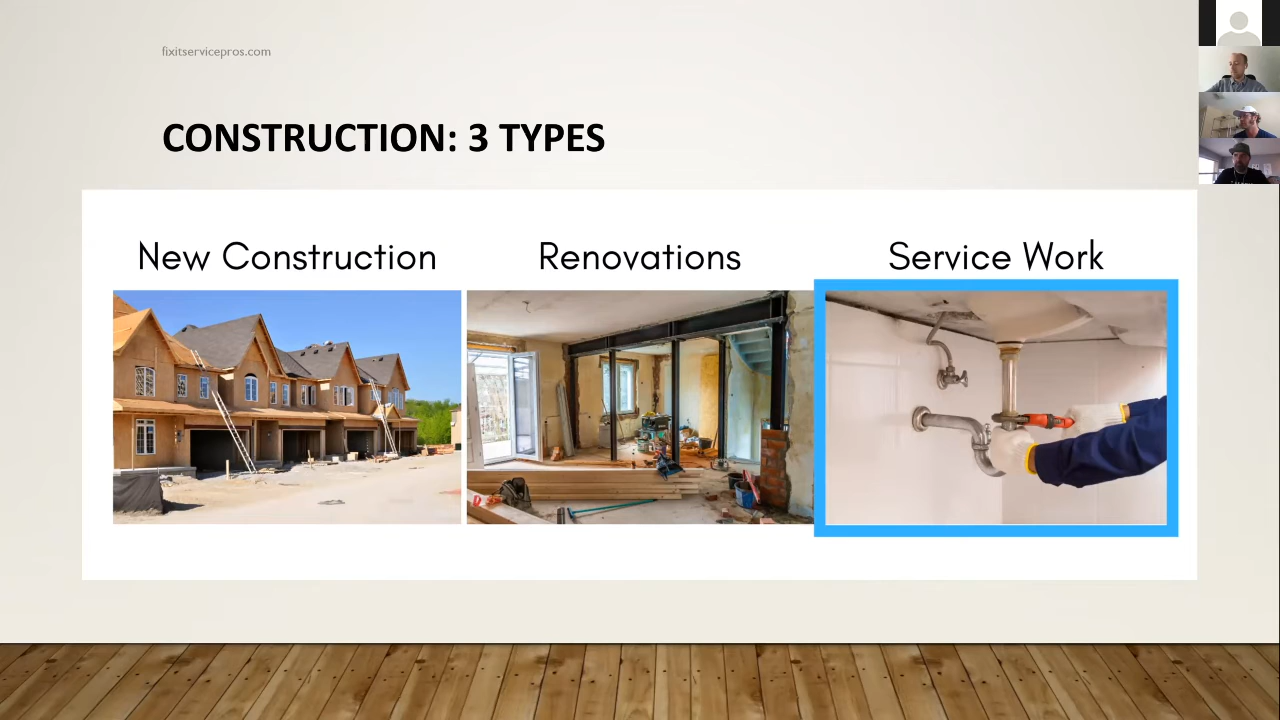 fixitservicepros.com
CONSTRUCTION: 3 TYPES
New Construction
Renovations
Service Work